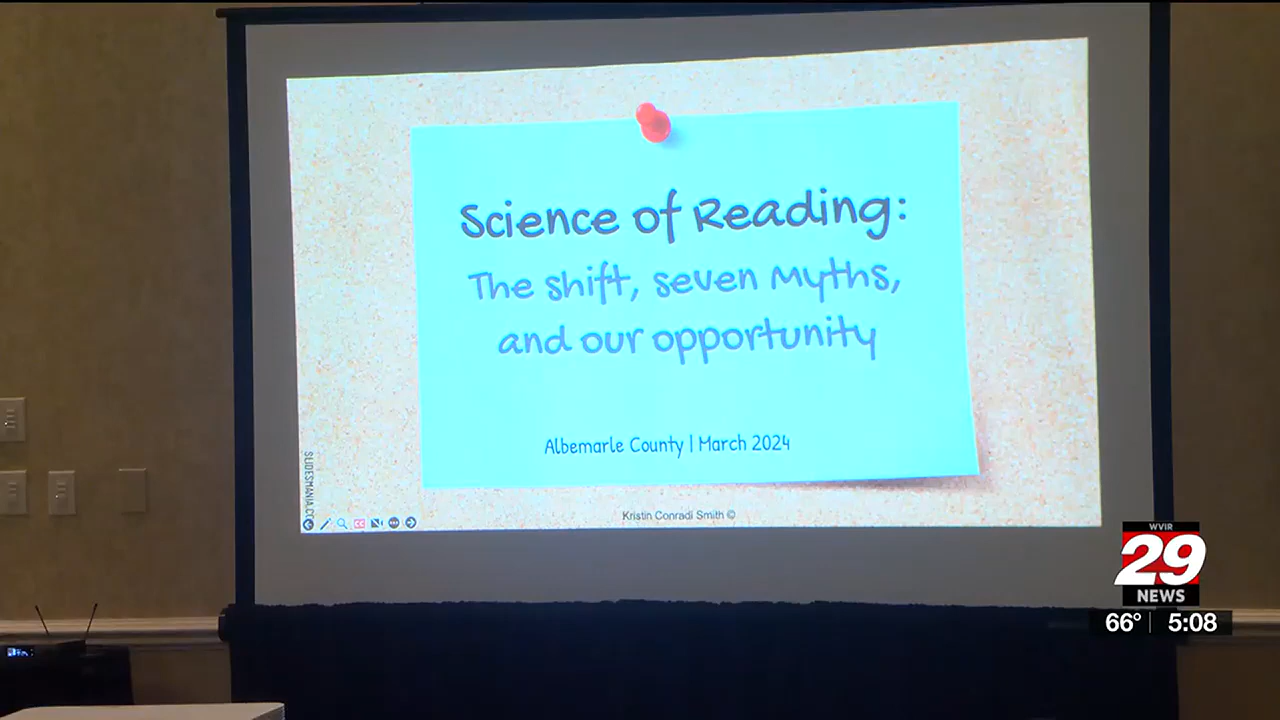 Science of Reading:
The shift, seven myths,
and our opportunity
Albemarle County | March 2024
Kristin Conradi Smith ©
SLIDESMANIA.CO
CC
WVIR
29
NEWS
66° | 5:08